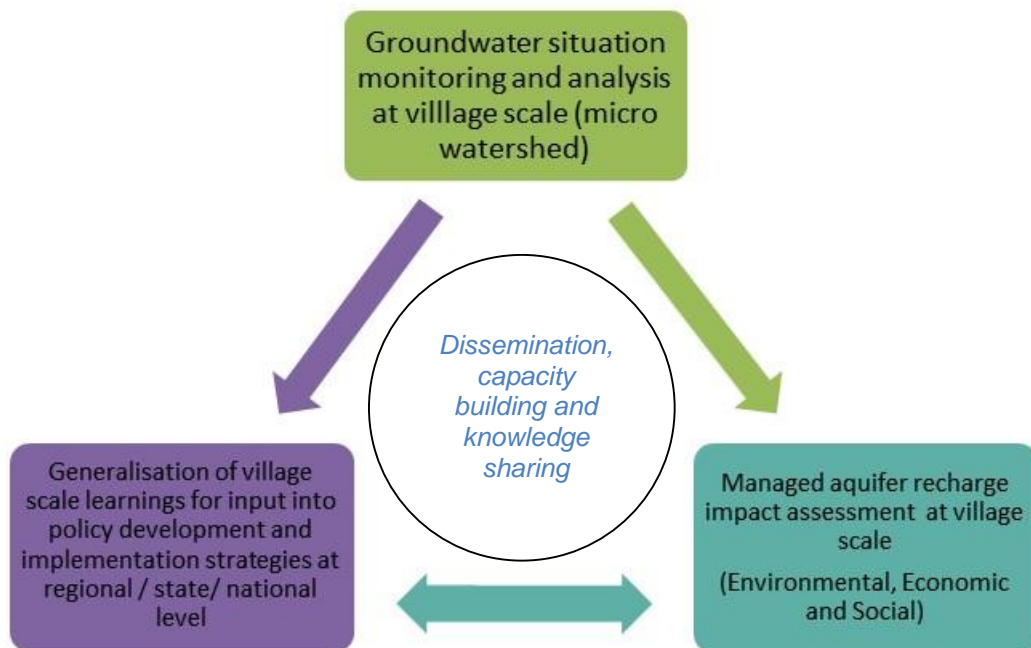 Groundwater situation
monitoring and analysis
at villlage scale (micro
watershed)
Dissemination,
capacity
building and
knowledge
sharing
Generalisation of village
scale learnings for input into
policy development and
implementation strategies at
regional / state/ national
level
Managed aquifer recharge
impact assessment at village
scale
(Environmental, Economic
and Social)